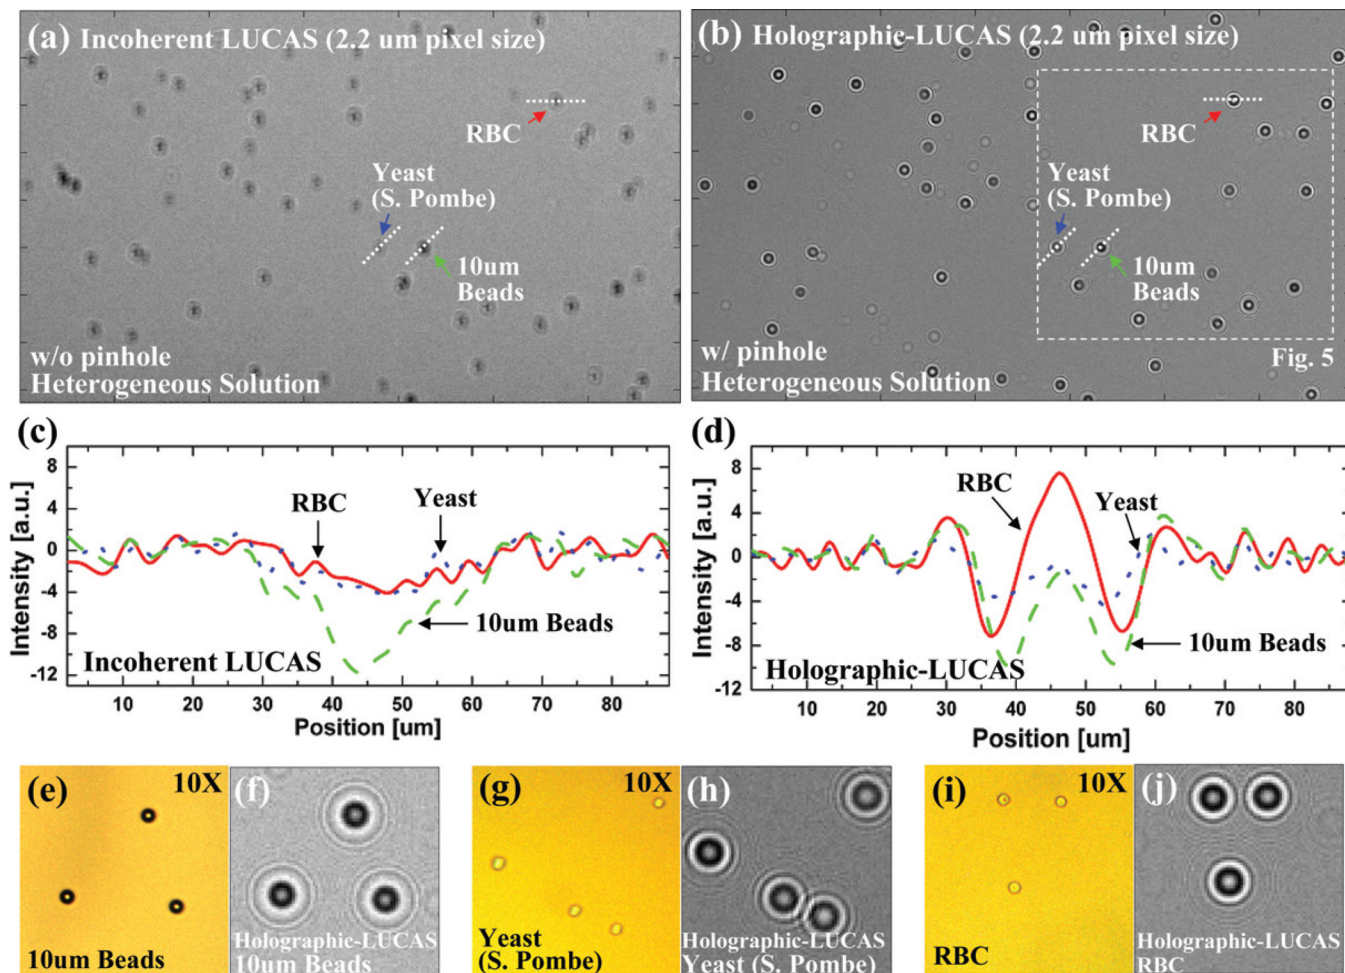 (a) Incoherent LUCAS (2.2 um pixel size)
RBC
Yeast
(S. Pombe)
10um
Beads
w/o pinhole
Heterogeneous Solution
(b) Holographic-LUCAS (2.2 um pixel size)
RBC
Yeast
(S. Pombe)
10um
Beads
w/ pinhole
Fig. 5
Heterogeneous Solution
(c)
Intensity [a.u.]
8
4
0
-4
-8
-12
RBC
Yeast
10um Beads
Incoherent LUCAS
10 20 30 40 50 60 70 80
Position [um]
(d)
Intensity [a.u.]
8
4
0
-4
-8
-12
RBC
Yeast
10um Beads
Holographic-LUCAS
10 20 30 40 50 60 70 80
Position [um]
(e) 10X
10um Beads
(f)
Holographic-LUCAS
10um Beads
(g) 10X
Yeast
(S. Pombe)
(h)
Holographic-LUCAS
Yeast (S. Pombe)
(i) 10X
RBC
(j)
Holographic-LUCAS
RBC